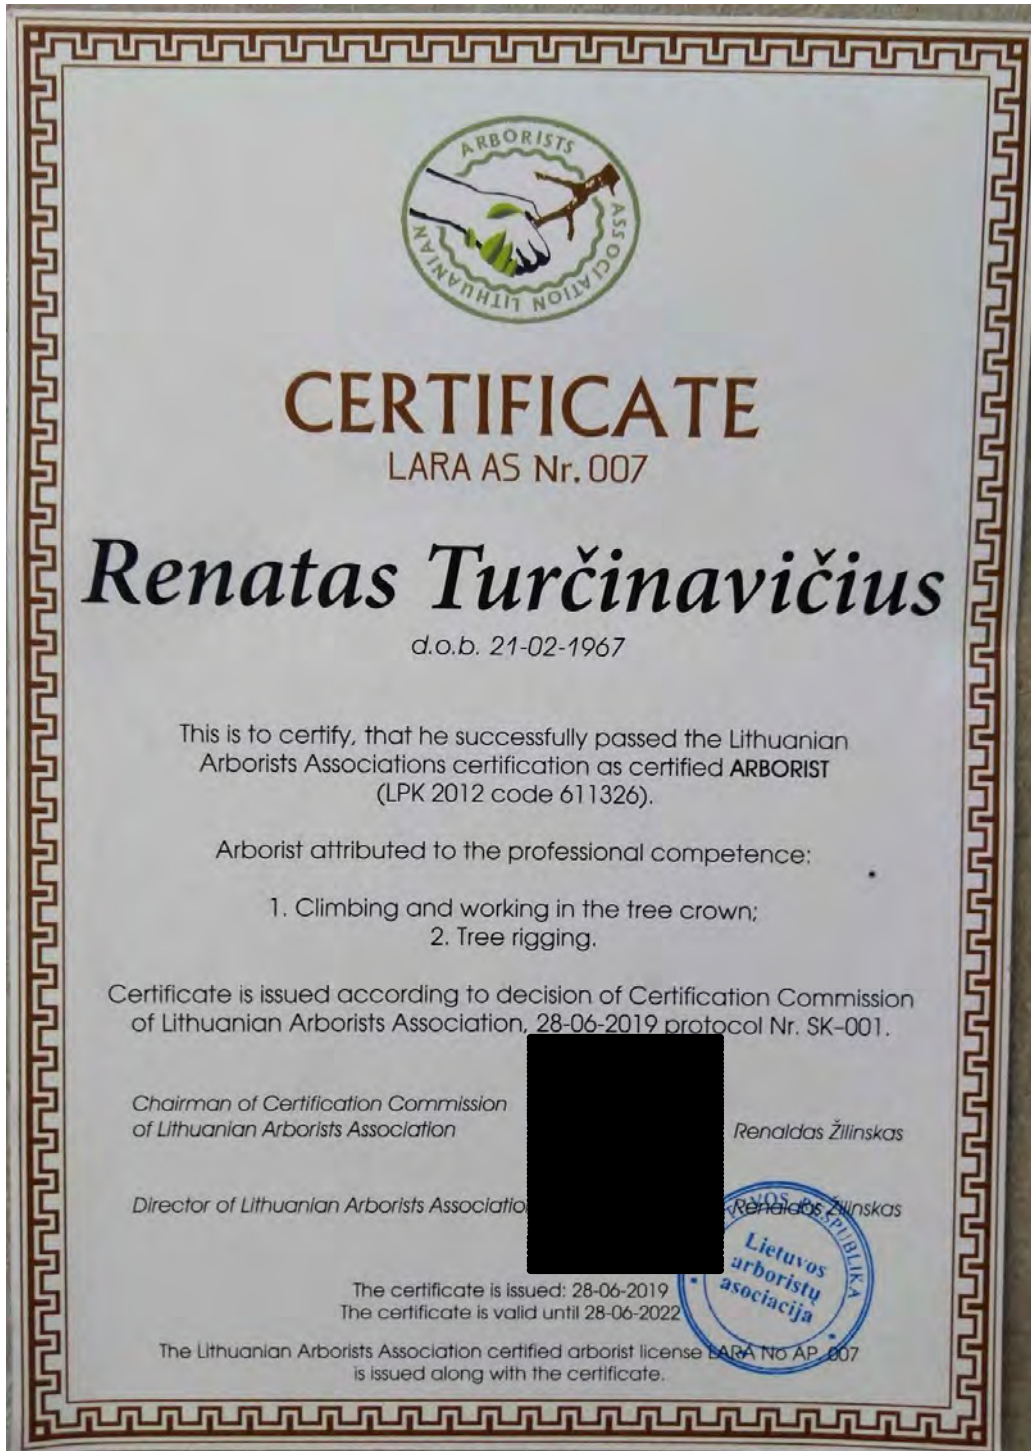 ARBORISTS ASSOCIATION LITHUANIAN
CERTIFICATE
LARA AS Nr. 007
Renatas Turčinavičius
d.o.b. 21-02-1967
This is to certify, that he successfully passed the Lithuanian
Arborists Associations certification as certified ARBORIST
(LPK 2012 code 611326).
Arborist attributed to the professional competence:
1. Climbing and working in the tree crown;
2. Tree rigging.
Certificate is issued according to decision of Certification Commission
of Lithuanian Arborists Association, 28-06-2019 protocol Nr. SK-001.
Chairman of Certification Commission
of Lithuanian Arborists Association
Renaldas Žilinskas
Director of Lithuanian Arborists Associatio
Renaldas Žilinskas
RESPUBLIKA
Lietuvos
arboristų
asociacija
The certificate is issued: 28-06-2019
The certificate is valid until 28-06-2022
The Lithuanian Arborists Association certified arborist license LARA No AP 007
is issued along with the certificate.